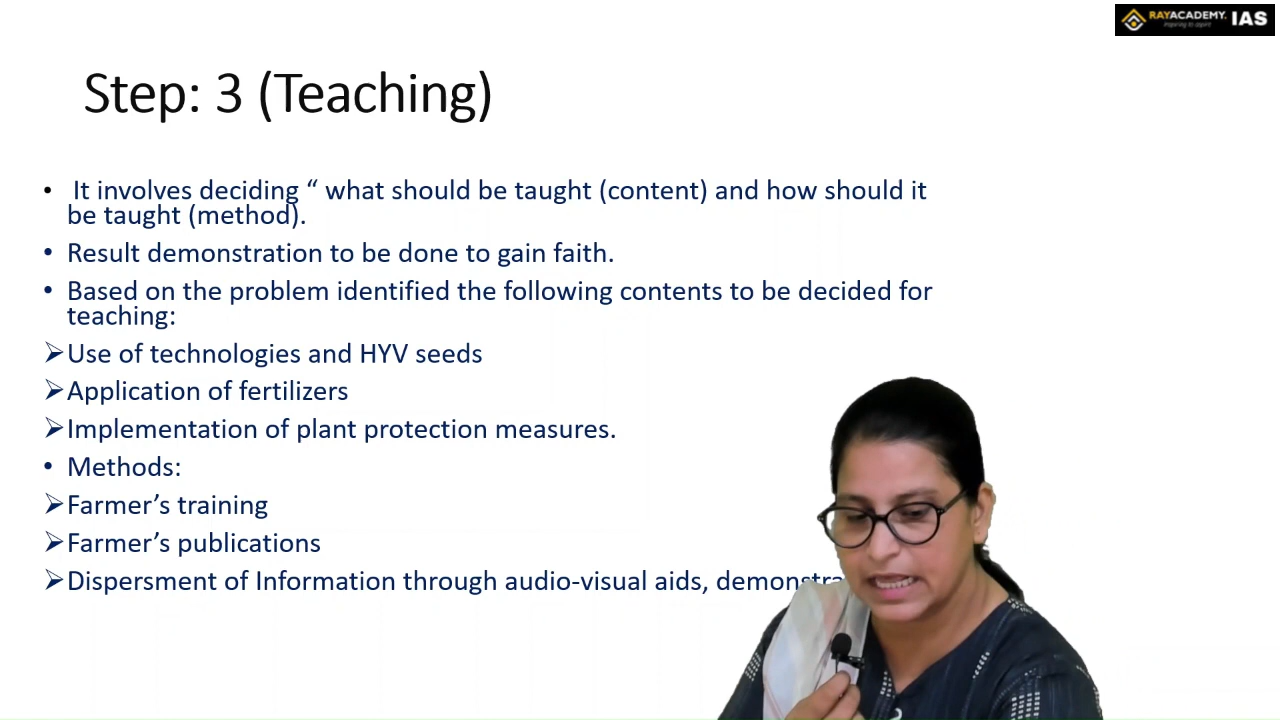 RAYACADEMY. IAS
inspiring to aspire
Step: 3 (Teaching)
• It involves deciding “ what should be taught (content) and how should it
be taught (method).
• Result demonstration to be done to gain faith.
• Based on the problem identified the following contents to be decided for
teaching:
➢Use of technologies and HYV seeds
➢Application of fertilizers
➢Implementation of plant protection measures.
• Methods:
➢Farmer’s training
➢Farmer’s publications
➢Dispersment of Information through audio-visual aids,